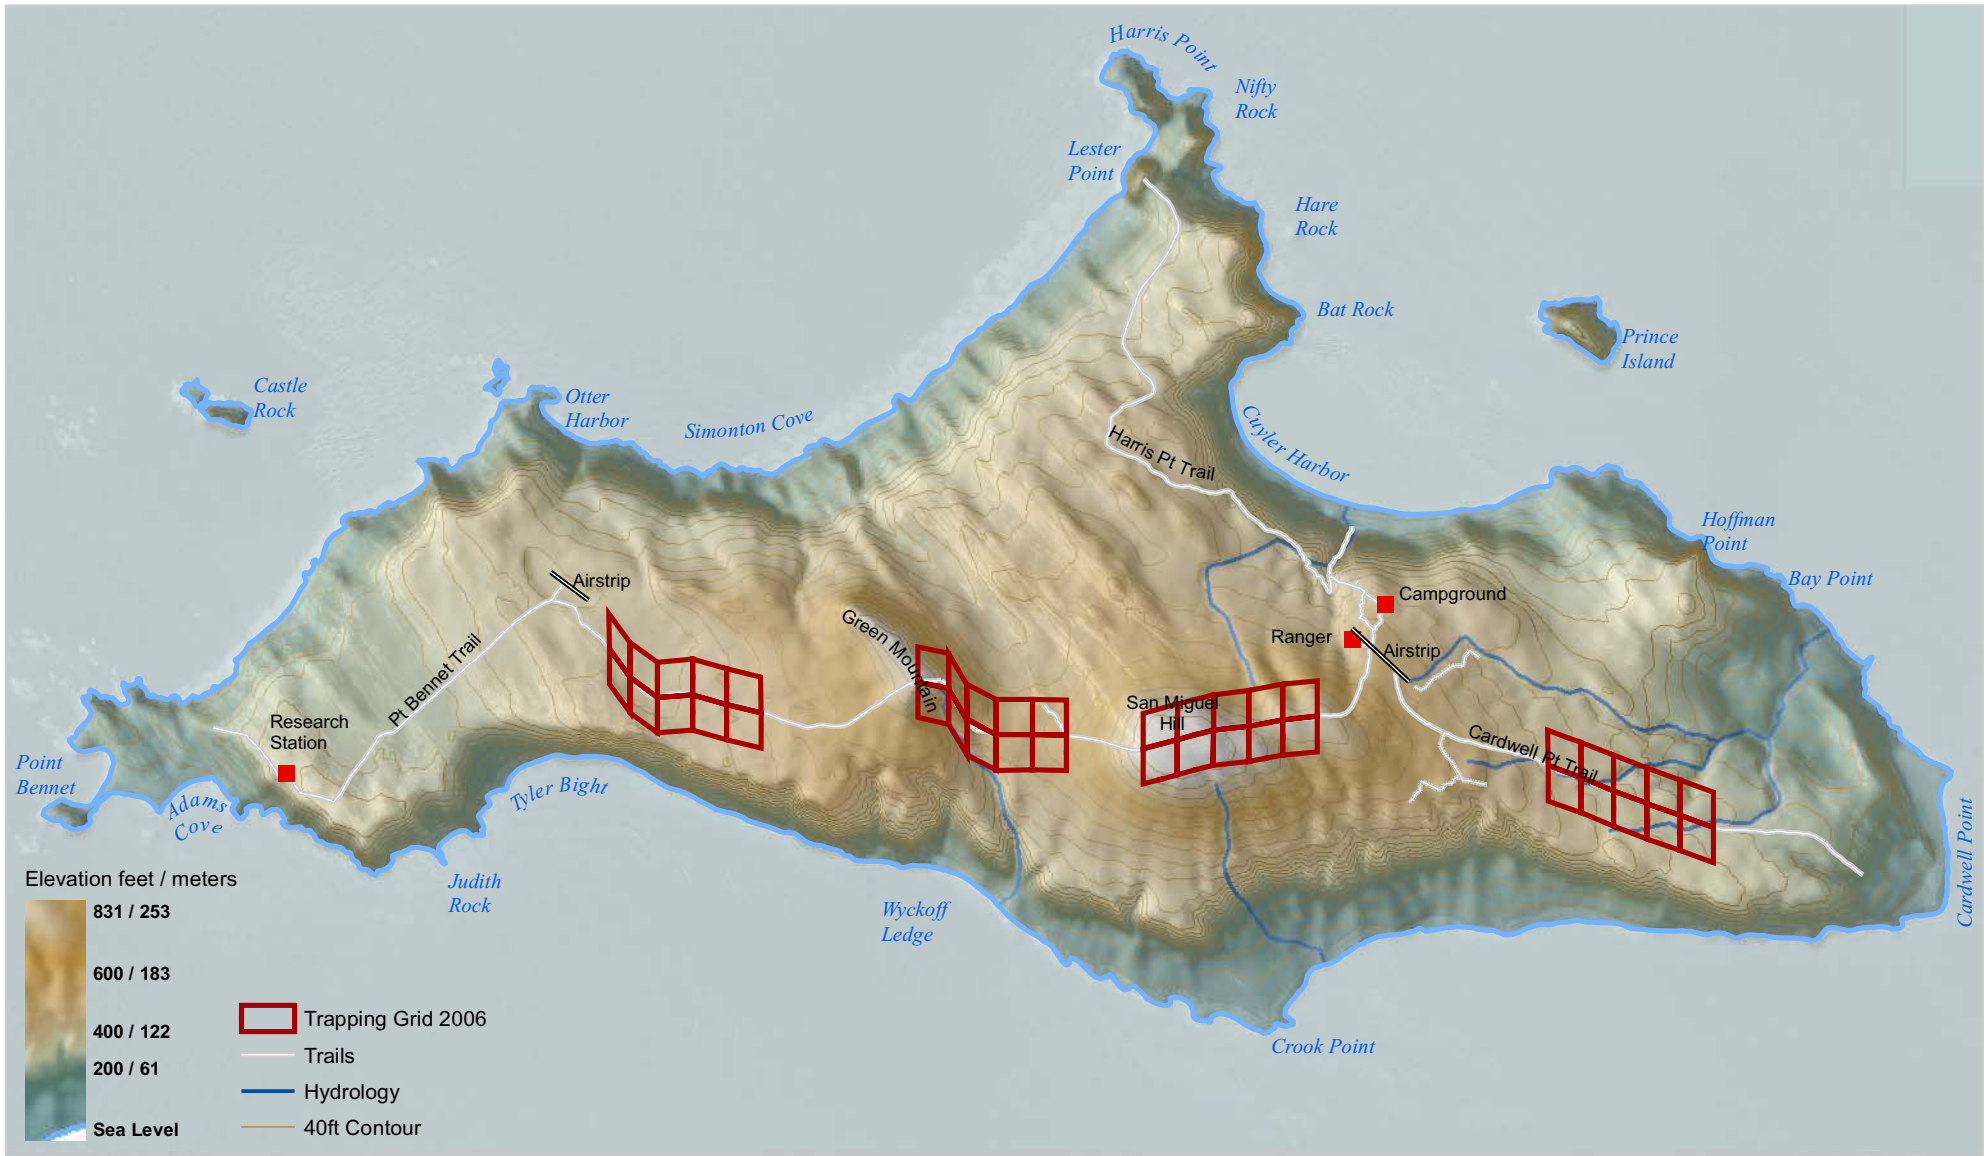 Harris Point
Nifty
Rock
Lester
Point
Hare
Rock
Bat Rock
Prince
Island
Castle
Rock
Otter
Harbor
Simonton Cove
Cuyler Harbor
Harris Pt Trail
Hoffman
Point
Bay Point
Airstrip
Campground
Green Mountain
Ranger
Airstrip
Pt Bennet Trail
San Miguel
Hill
Research
Station
Cardwell Pt Trail
Point
Bennet
Adams
Cove
Tyler Bight
Cardwell Point
Judith
Rock
Wyckoff
Ledge
Crook Point
Elevation feet / meters
831 / 253
600 / 183
400 / 122
200 / 61
Sea Level
Trapping Grid 2006
Trails
Hydrology
40ft Contour